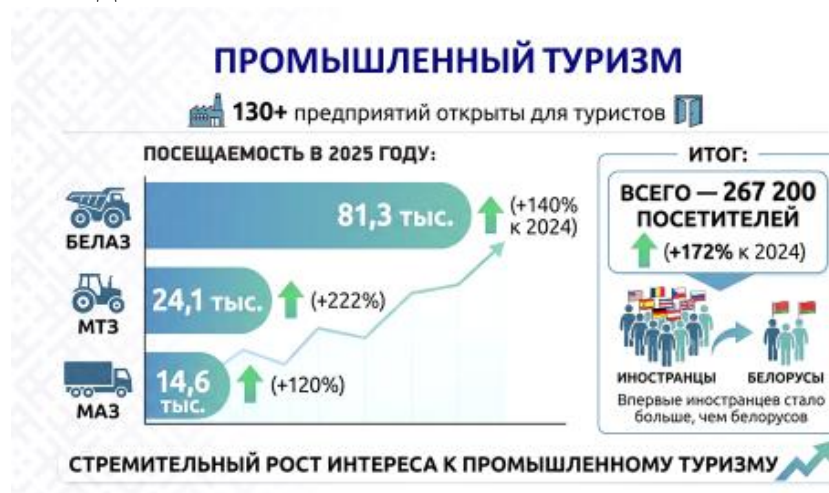 ПРОМЫШЛЕННЫЙ ТУРИЗМ
130+ предприятий открыты для туристов
ПОСЕЩАЕМОСТЬ В 2025 ГОДУ:
БЕЛАЗ
81,3 тыс.
(+140%
к 2024)
МТЗ
24,1 тыс.
(+222%)
МАЗ
14,6
тыс.
(+120%)
ИТОГ:
ВСЕГО — 267 200
ПОСЕТИТЕЛЕЙ
(+172% к 2024)
ИНОСТРАНЦЫ
БЕЛОРУСЫ
Впервые иностранцев стало
больше, чем белорусов
СТРЕМИТЕЛЬНЫЙ РОСТ ИНТЕРЕСА К ПРОМЫШЛЕННОМУ ТУРИЗМУ